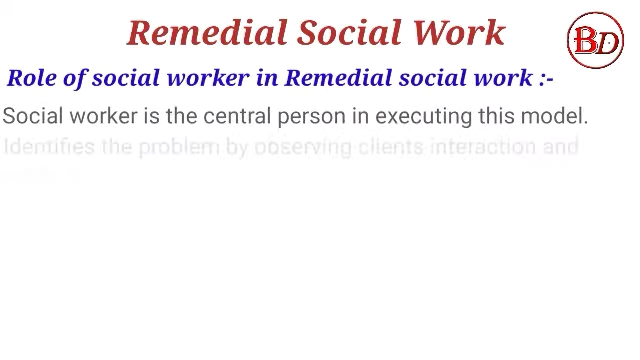 Remedial Social Work
BD
Role of social worker in Remedial social work :-
Social worker is the central person in executing this model.
Identifies the problem by observing clients interaction and